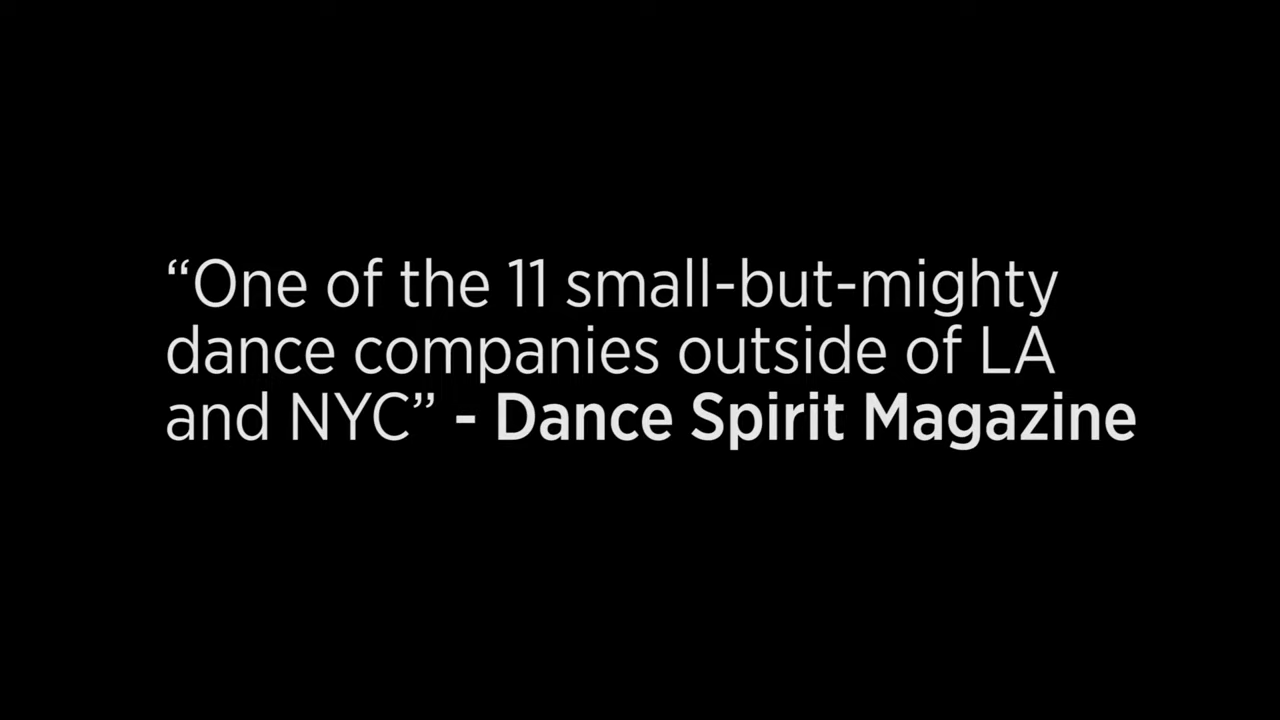 “One of the 11 small-but-mighty
dance companies outside of LA
and NYC” - Dance Spirit Magazine